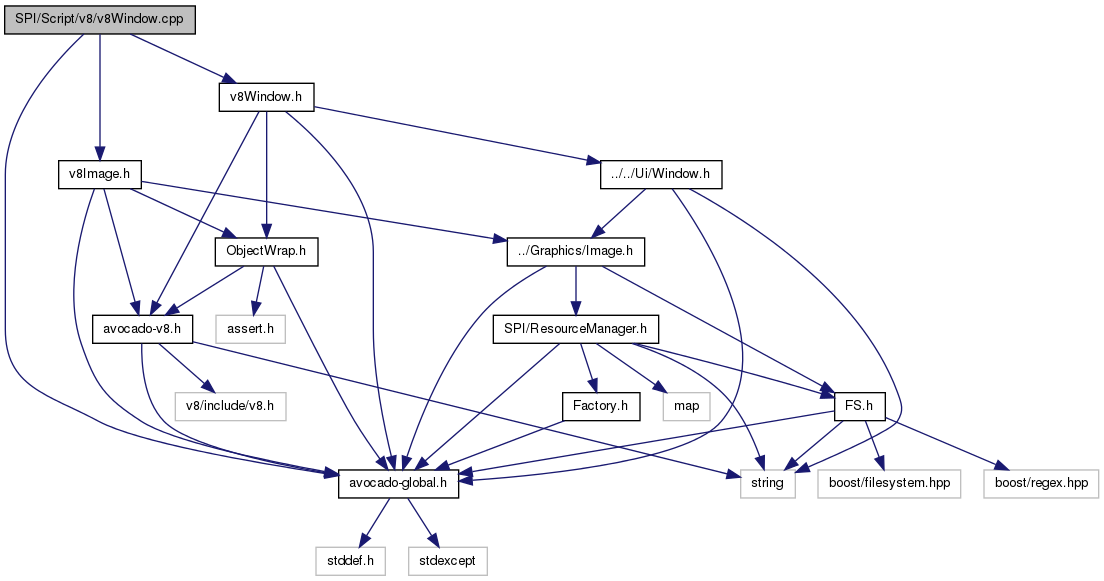 SPI/Script/v8/v8Window.cpp
v8Window.h
v8Image.h
../../Ui/Window.h
ObjectWrap.h
../Graphics/Image.h
avocado-v8.h
assert.h
SPI/ResourceManager.h
v8/include/v8.h
Factory.h
map
FS.h
avocado-global.h
string
boost/filesystem.hpp
boost/regex.hpp
stddef.h
stdexcept